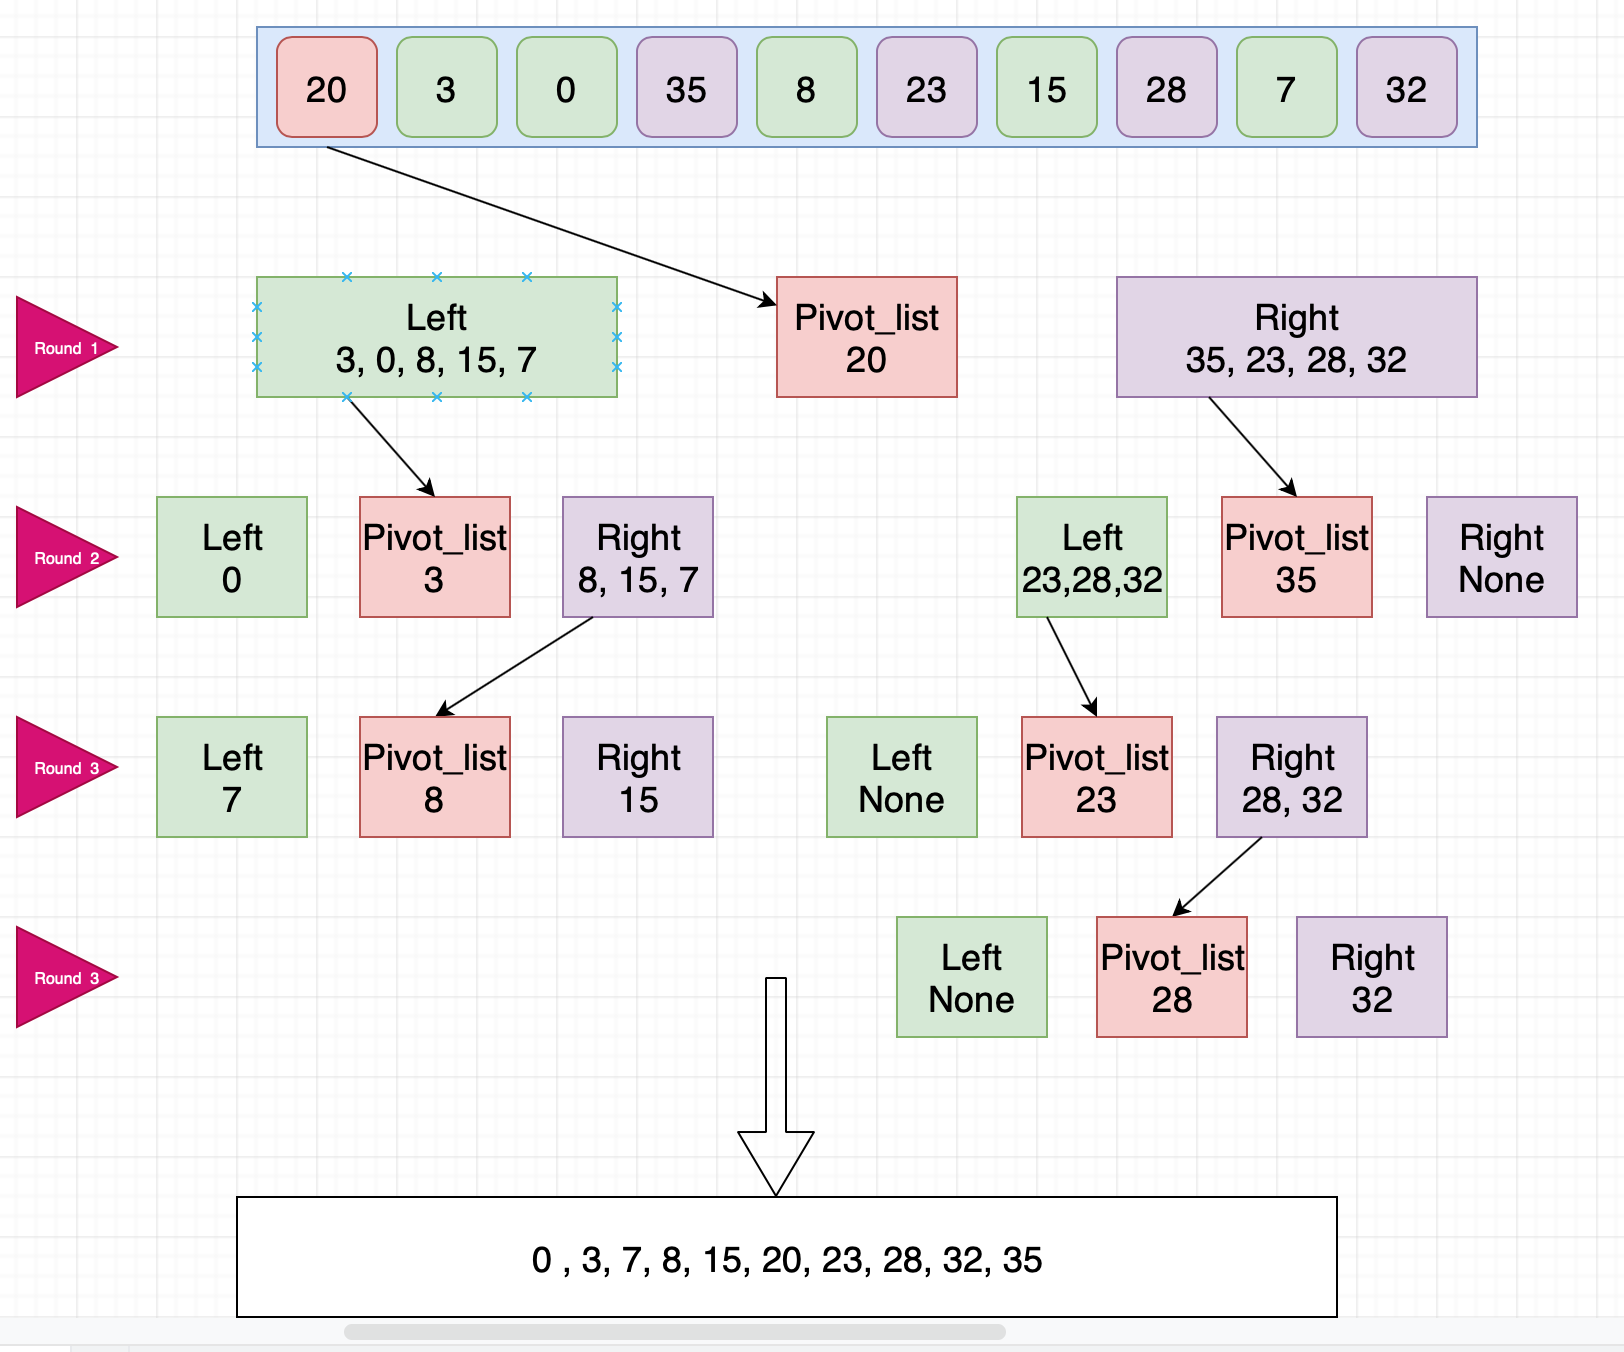 20 3 0 35 8 23 15 28 7 32
Round 1
Left
3, 0, 8, 15, 7
Pivot_list
20
Right
35, 23, 28, 32
Round 2
Left
0
Pivot_list
3
Right
8, 15, 7
Left
23,28,32
Pivot_list
35
Right
None
Round 3
Left
7
Pivot_list
8
Right
15
Left
None
Pivot_list
23
Right
28, 32
Round 3
Left
None
Pivot_list
28
Right
32
0 , 3, 7, 8, 15, 20, 23, 28, 32, 35